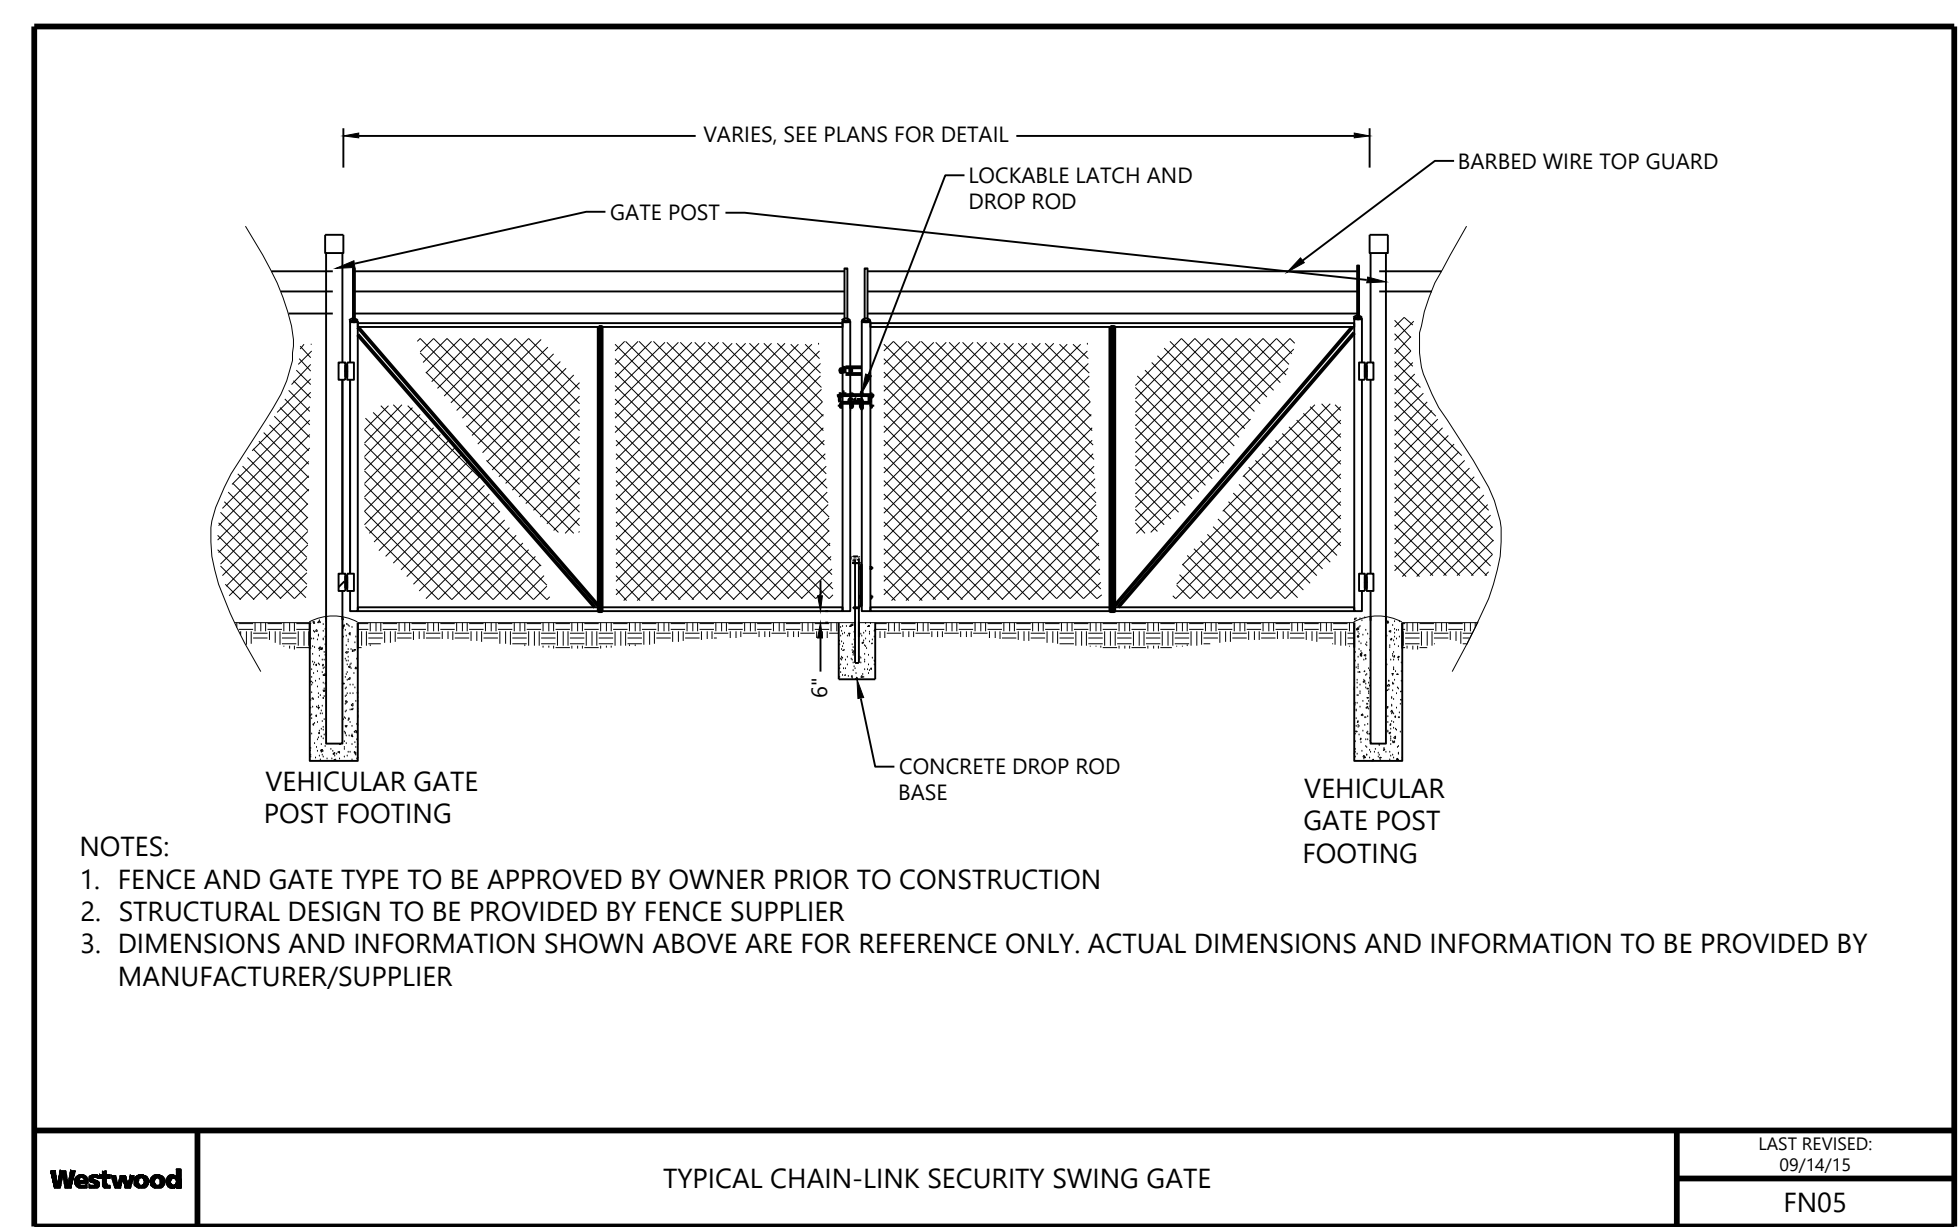 VARIES, SEE PLANS FOR DETAIL
BARBED WIRE TOP GUARD
LOCKABLE LATCH AND
DROP ROD
GATE POST
6"
CONCRETE DROP ROD
BASE
VEHICULAR GATE
POST FOOTING
VEHICULAR
GATE POST
FOOTING
NOTES:
1. FENCE AND GATE TYPE TO BE APPROVED BY OWNER PRIOR TO CONSTRUCTION
2. STRUCTURAL DESIGN TO BE PROVIDED BY FENCE SUPPLIER
3. DIMENSIONS AND INFORMATION SHOWN ABOVE ARE FOR REFERENCE ONLY. ACTUAL DIMENSIONS AND INFORMATION TO BE PROVIDED BY
MANUFACTURER/SUPPLIER
Westwood
TYPICAL CHAIN-LINK SECURITY SWING GATE
LAST REVISED:
09/14/15
FN05